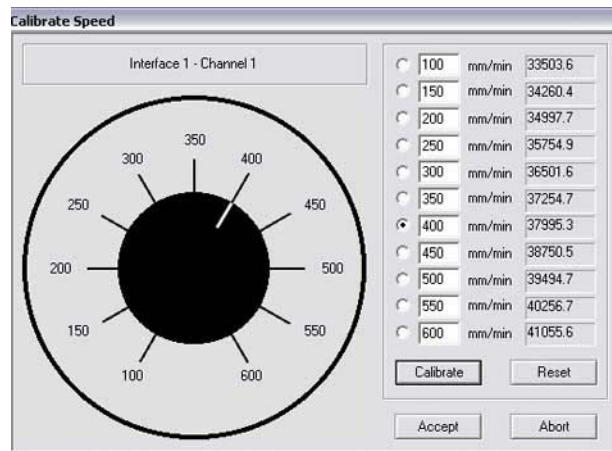 Calibrate Speed
Interface 1 - Channel 1
350
300
400
250
450
200
500
150
550
100
600
100 mm/min 33503.6
150 mm/min 34260.4
200 mm/min 34997.7
250 mm/min 35754.9
300 mm/min 36501.6
350 mm/min 37254.7
400 mm/min 37995.3
450 mm/min 38750.5
500 mm/min 39494.7
550 mm/min 40256.7
600 mm/min 41055.6
Calibrate Reset
Accept Abort